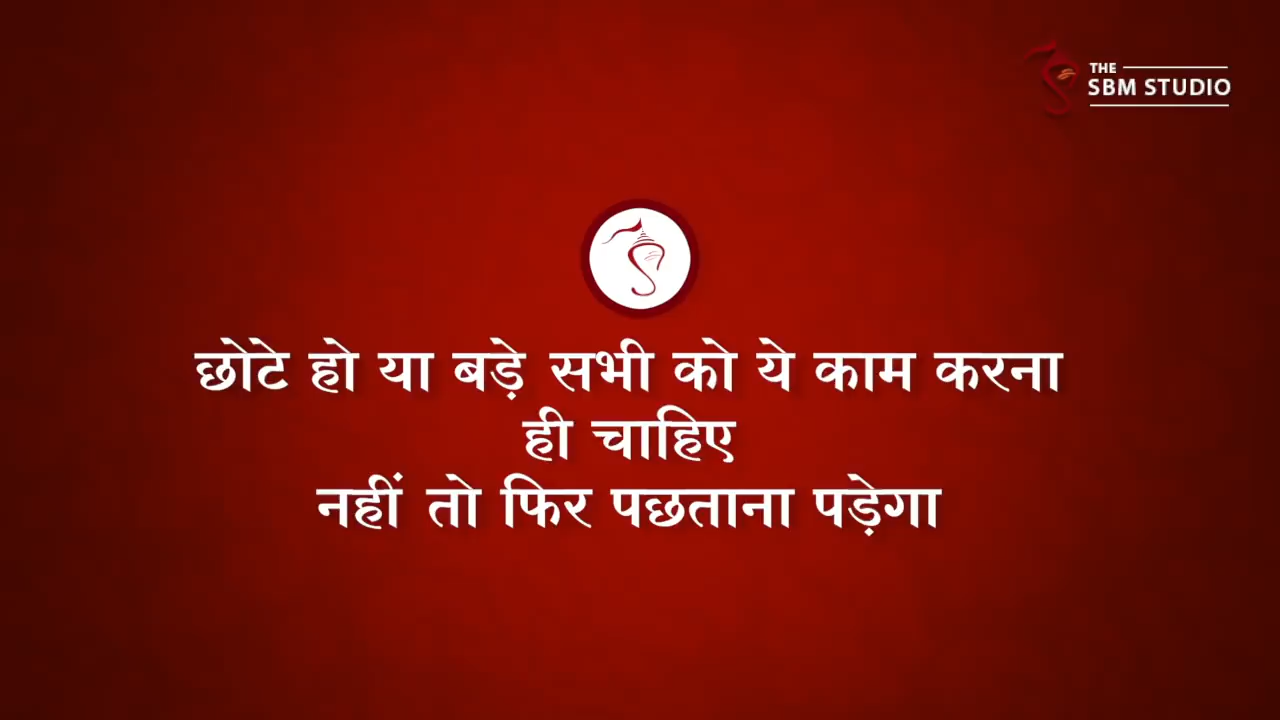 THE
SBM STUDIO
छोटे हो या बड़े सभी को ये काम करना
ही चाहिए
नहीं तो फिर पछताना पड़ेगा